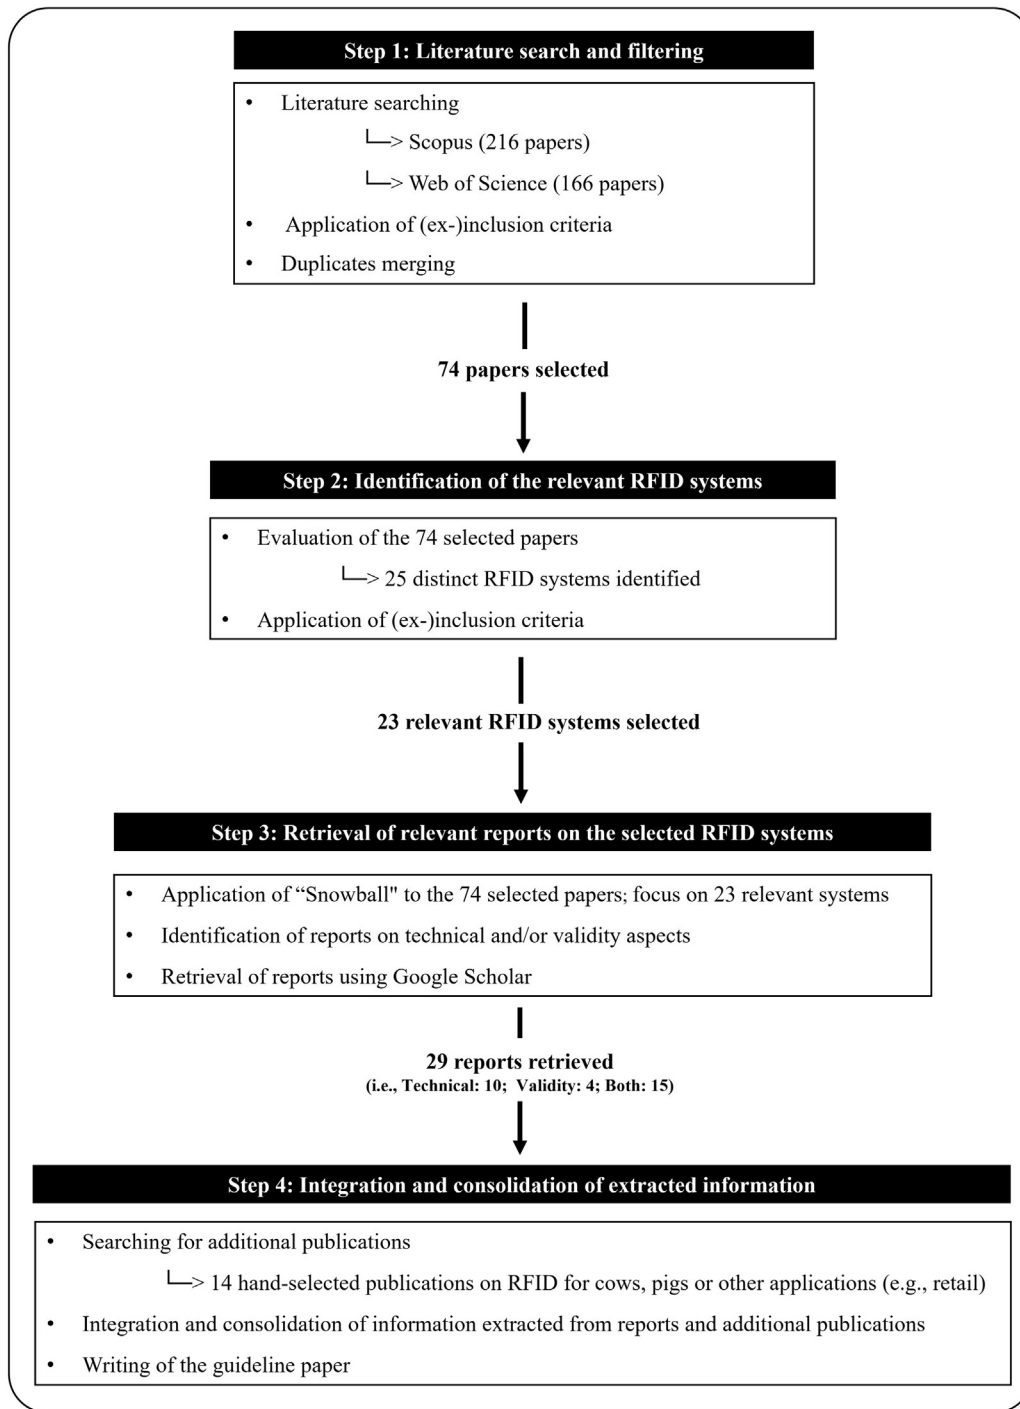 Step 1: Literature search and filtering
• Literature searching
└─> Scopus (216 papers)
└─> Web of Science (166 papers)
• Application of (ex-)inclusion criteria
• Duplicates merging
74 papers selected
Step 2: Identification of the relevant RFID systems
• Evaluation of the 74 selected papers
└─> 25 distinct RFID systems identified
• Application of (ex-)inclusion criteria
23 relevant RFID systems selected
Step 3: Retrieval of relevant reports on the selected RFID systems
• Application of “Snowball" to the 74 selected papers; focus on 23 relevant systems
• Identification of reports on technical and/or validity aspects
• Retrieval of reports using Google Scholar
29 reports retrieved
(i.e., Technical: 10; Validity: 4; Both: 15)
Step 4: Integration and consolidation of extracted information
• Searching for additional publications
└─> 14 hand-selected publications on RFID for cows, pigs or other applications (e.g., retail)
• Integration and consolidation of information extracted from reports and additional publications
• Writing of the guideline paper